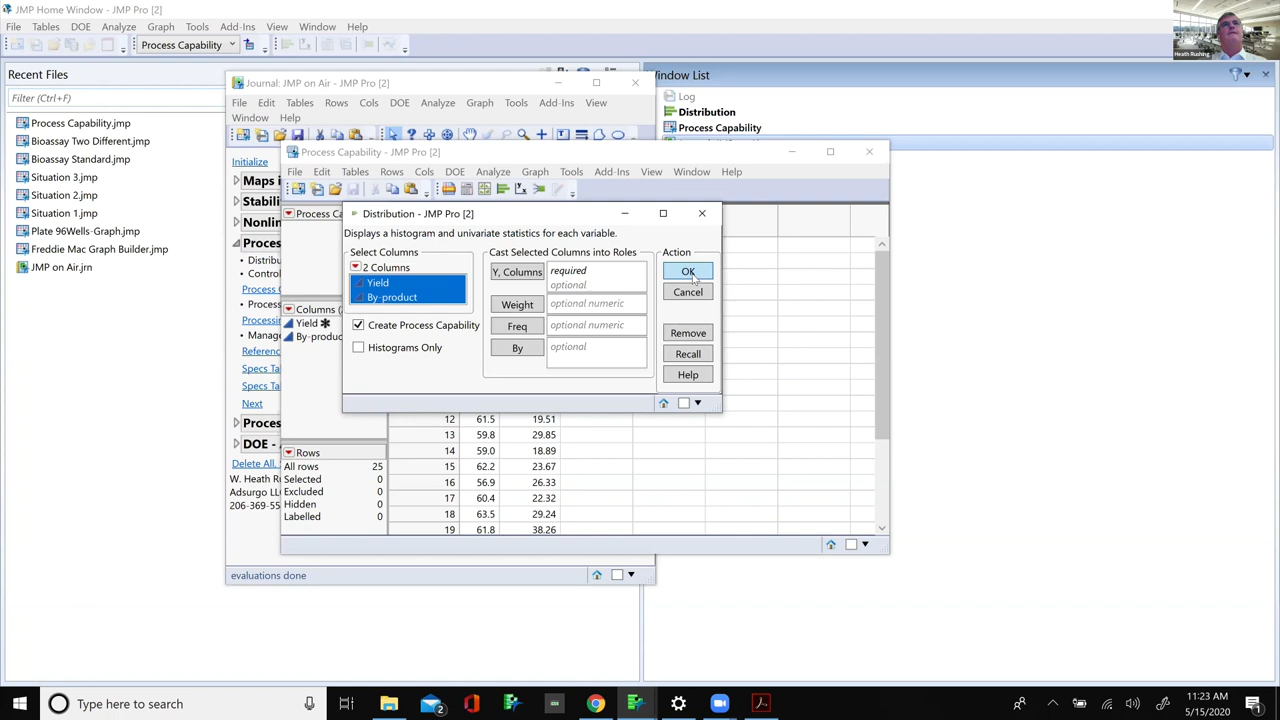 JMP Home Window - JMP Pro [2]
File Tables DOE Analyze Graph Tools Add-Ins View Window Help
Process Capability
Heath Rushing
Recent Files
Filter (Ctrl+F)
Process Capability.jmp
Bioassay Two Different.jmp
Bioassay Standard.jmp
Situation 3.jmp
Situation 2.jmp
Situation 1.jmp
Plate 96Wells-Graph.jmp
Freddie Mac Graph Builder.jmp
JMP on Air.jrn
Window List
Log
Distribution
Process Capability
Journal: JMP on Air - JMP Pro [2]
File Edit Tables Rows Cols DOE Analyze Graph Tools Add-Ins View
Window Help
Initialize
Maps i
Stabili
Nonlin
Proces
Distribu
Control
Process C
Process
Processin
Manage
Referenc
Specs Ta
Specs Ta
Next
Proces
DOE -
Delete All,
W. Heath Ru
Adsurgo LL
206-369-55
evaluations done
Process Capability - JMP Pro [2]
File Edit Tables Rows Cols DOE Analyze Graph Tools Add-Ins View Window Help
Process Ca
Columns (
Yield
By-produc
Rows
All rows 25
Selected 0
Excluded 0
Hidden 0
Labelled 0
12 61.5 19.51
13 59.8 29.85
14 59.0 18.89
15 62.2 23.67
16 56.9 26.33
17 60.4 22.32
18 63.5 29.24
19 61.8 38.26
Distribution - JMP Pro [2]
Displays a histogram and univariate statistics for each variable.
Select Columns
2 Columns
Yield
By-product
Create Process Capability
Histograms Only
Cast Selected Columns into Roles
Y, Columns required
optional
Weight optional numeric
Freq optional numeric
By optional
Action
OK
Cancel
Remove
Recall
Help
Type here to search
2
11:23 AM
5/15/2020
1